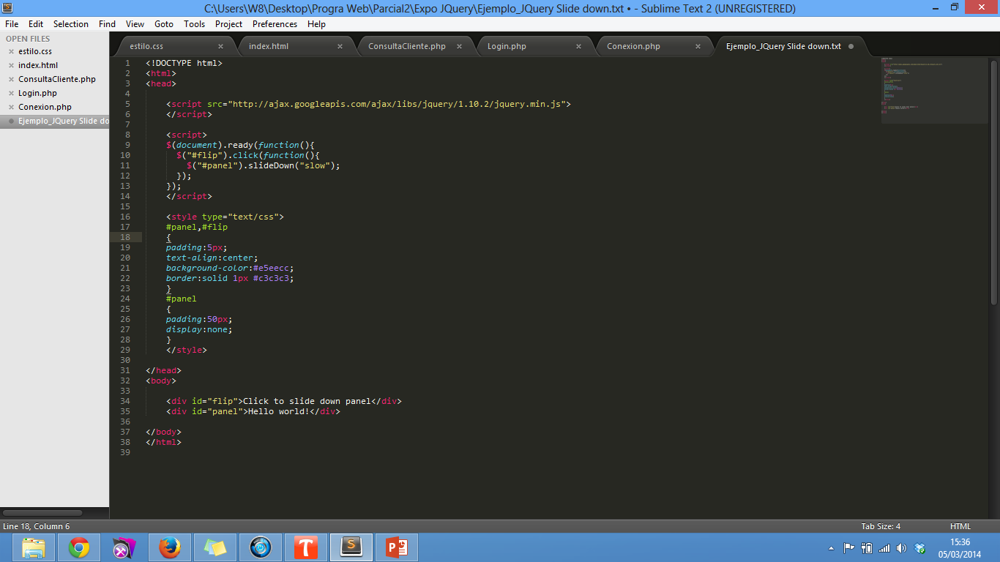 C:\Users\W8\Desktop\Progra Web\Parcial2\Expo JQuery\Ejemplo_JQuery Slide down.txt • - Sublime Text 2 (UNREGISTERED)
File Edit Selection Find View Goto Tools Project Preferences Help
OPEN FILES
estilo.css
index.html
ConsultaCliente.php
Login.php
Conexion.php
Ejemplo_JQuery Slide do
estilo.css × index.html × ConsultaCliente.php × Login.php × Conexion.php × Ejemplo_JQuery Slide down.txt
1 <!DOCTYPE html>
2 <html>
3 <head>
4
5     <script src="http://ajax.googleapis.com/ajax/libs/jquery/1.10.2/jquery.min.js">
6     </script>
7
8     <script>
9     $(document).ready(function(){
10       $("#flip").click(function(){
11         $("#panel").slideDown("slow");
12       });
13     });
14     </script>
15
16     <style type="text/css">
17     #panel,#flip
18     {
19     padding:5px;
20     text-align:center;
21     background-color:#e5eecc;
22     border:solid 1px #c3c3c3;
23     }
24     #panel
25     {
26     padding:50px;
27     display:none;
28     }
29     </style>
30
31 </head>
32 <body>
33
34     <div id="flip">Click to slide down panel</div>
35     <div id="panel">Hello world!</div>
36
37 </body>
38 </html>
39
Line 18, Column 6 Tab Size: 4 HTML
15:36
05/03/2014